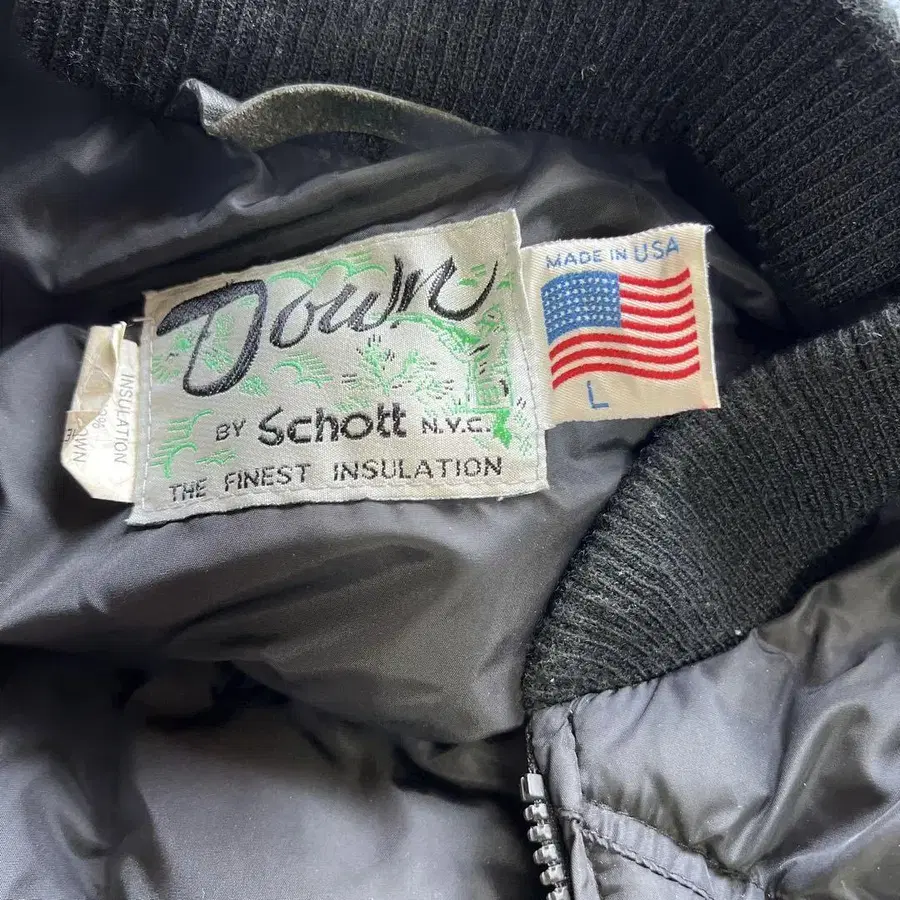 Down
BY Schott N.Y.C.
THE FINEST INSULATION
MADE IN USA
L
INSULATION